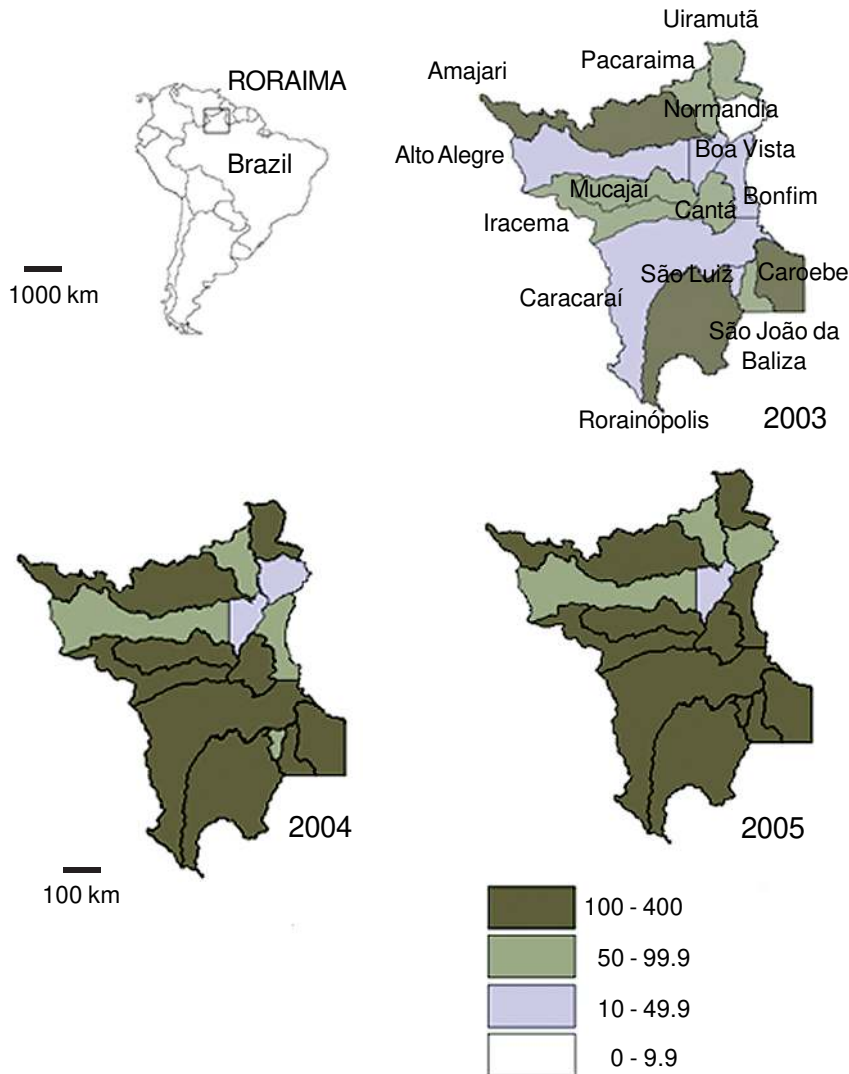 RORAIMA
Brazil
1000 km
Uiramutã
Pacaraima
Amajari
Normandia
Alto Alegre
Boa Vista
Mucajaí
Bonfim
Iracema
Cantá
São Luiz
Caroebe
Caracaraí
São João da
Baliza
Rorainópolis
2003
2004
2005
100 km
100 - 400
50 - 99.9
10 - 49.9
0 - 9.9